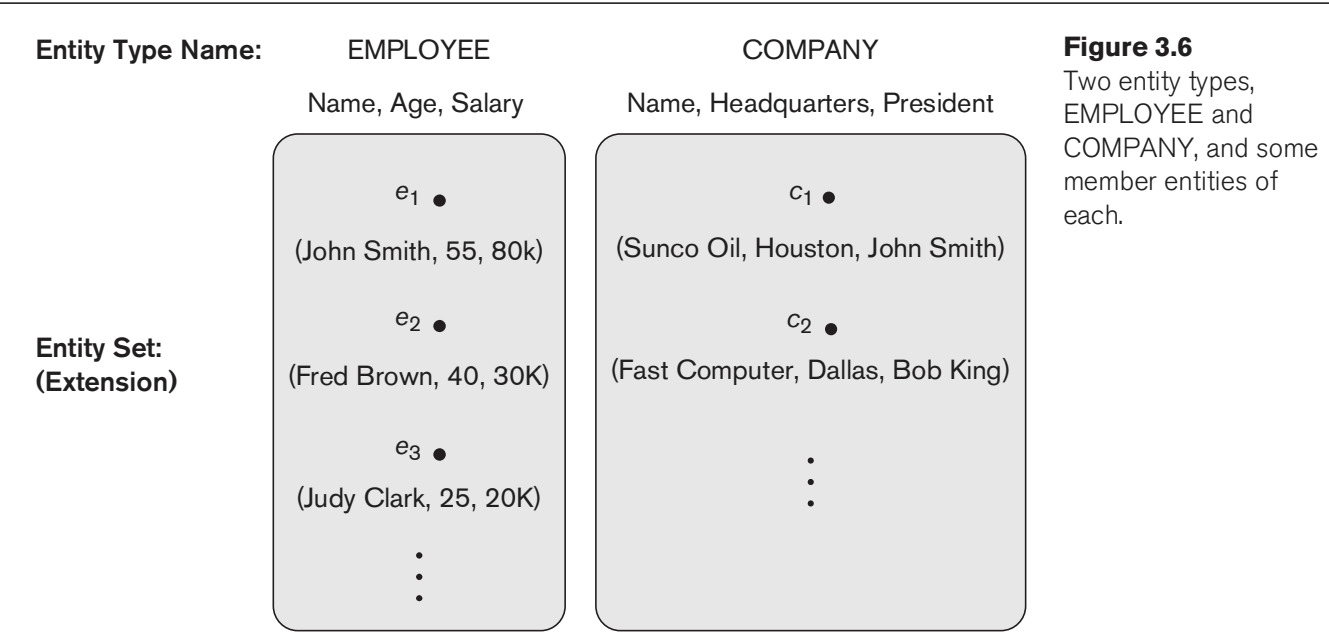 Entity Type Name: EMPLOYEE COMPANY
Name, Age, Salary Name, Headquarters, President
e1
(John Smith, 55, 80k)
e2
(Fred Brown, 40, 30K)
e3
(Judy Clark, 25, 20K)
c1
(Sunco Oil, Houston, John Smith)
c2
(Fast Computer, Dallas, Bob King)
Entity Set:
(Extension)
Figure 3.6
Two entity types,
EMPLOYEE and
COMPANY, and some
member entities of
each.